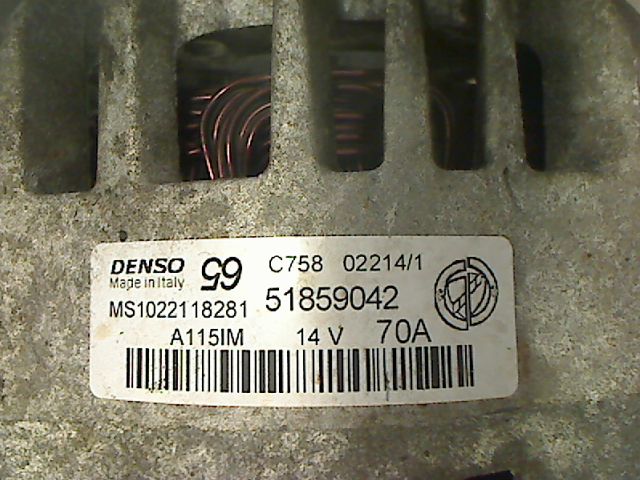 DENSO 65 C758 02214/1
Made in Italy
MS1022118281 51859042
A115IM 14 V 70A